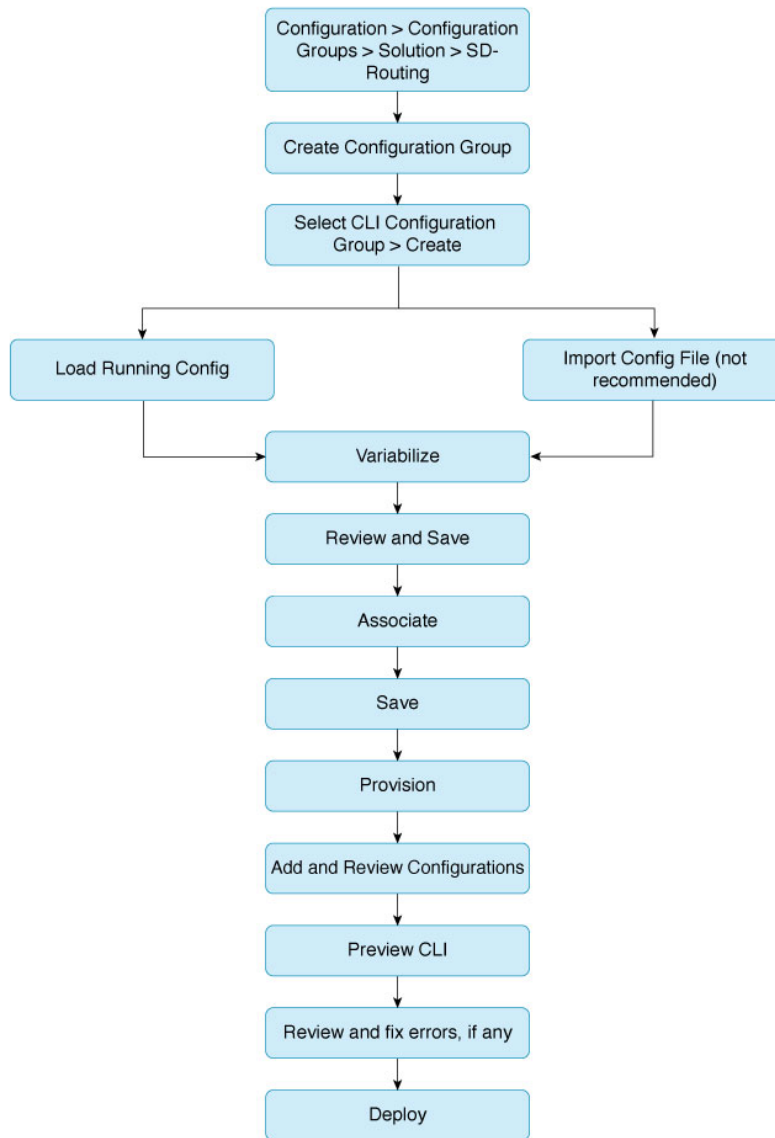 Configuration > Configuration
Groups > Solution > SD-
Routing
Create Configuration Group
Select CLI Configuration
Group > Create
Load Running Config
Import Config File (not
recommended)
Variabilize
Review and Save
Associate
Save
Provision
Add and Review Configurations
Preview CLI
Review and fix errors, if any
Deploy